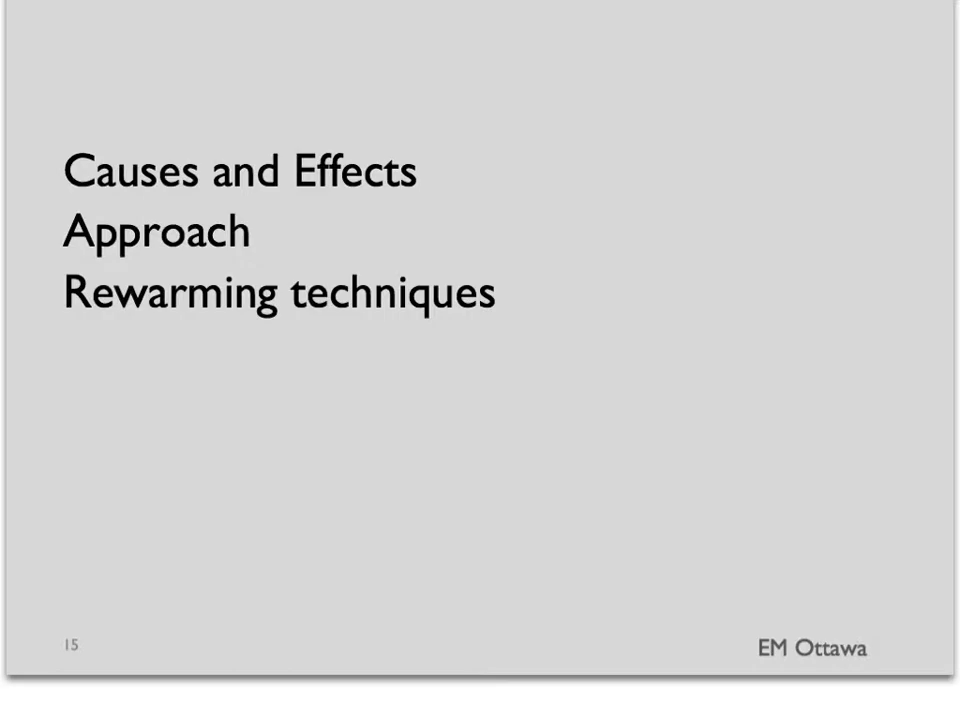 Causes and Effects
Approach
Rewarming techniques
15
EM Ottawa